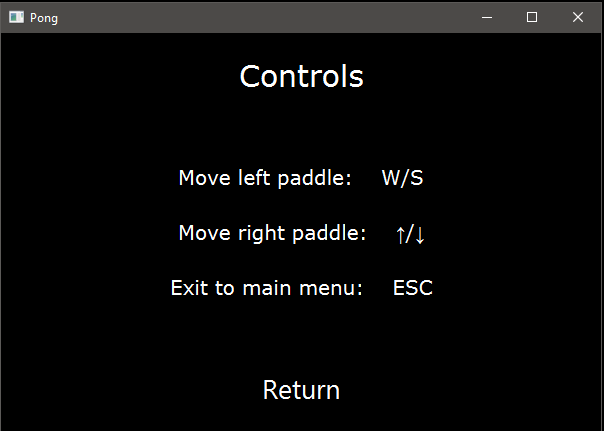 Pong
Controls
Move left paddle: W/S
Move right paddle: ↑/↓
Exit to main menu: ESC
Return